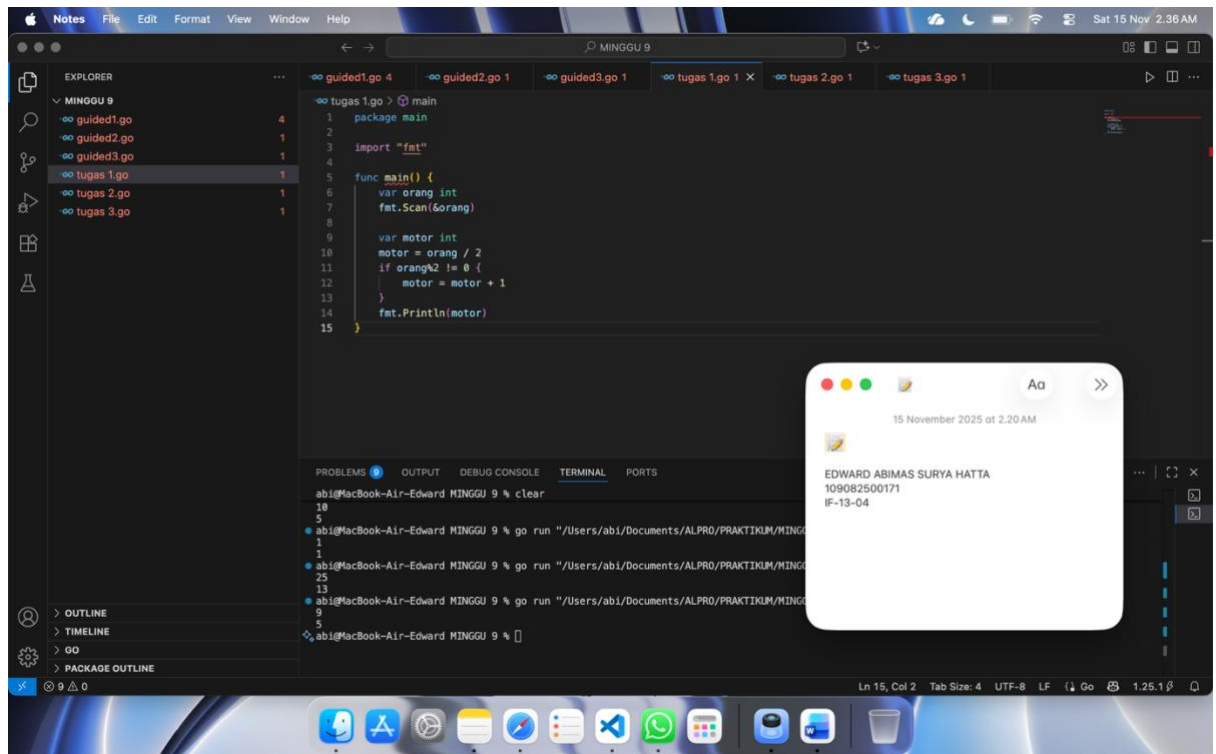 Notes File Edit Format View Window Help
Sat 15 Nov 2.36 AM
MINGGU 9
EXPLORER
MINGGU 9
guided1.go 4
guided2.go 1
guided3.go 1
tugas 1.go 1
tugas 2.go 1
tugas 3.go 1
OUTLINE
TIMELINE
GO
PACKAGE OUTLINE
guided1.go 4 guided2.go 1 guided3.go 1 tugas 1.go 1 tugas 2.go 1 tugas 3.go 1
tugas 1.go > main
1 package main
2
3 import "fmt"
4
5 func main() {
6 var orang int
7 fmt.Scan(&orang)
8
9 var motor int
10 motor = orang / 2
11 if orang%2 != 0 {
12 motor = motor + 1
13 }
14 fmt.Println(motor)
15 }
PROBLEMS 9 OUTPUT DEBUG CONSOLE TERMINAL PORTS
abi@MacBook-Air-Edward MINGGU 9 % clear
10
5
abi@MacBook-Air-Edward MINGGU 9 % go run "/Users/abi/Documents/ALPRO/PRAKTIKUM/MINGG
1
1
abi@MacBook-Air-Edward MINGGU 9 % go run "/Users/abi/Documents/ALPRO/PRAKTIKUM/MINGG
25
13
abi@MacBook-Air-Edward MINGGU 9 % go run "/Users/abi/Documents/ALPRO/PRAKTIKUM/MINGG
9
5
abi@MacBook-Air-Edward MINGGU 9 %
Aa
15 November 2025 at 2.20 AM
EDWARD ABIMAS SURYA HATTA
109082500171
IF-13-04
9 0
Ln 15, Col 2 Tab Size: 4 UTF-8 LF Go 1.25.1